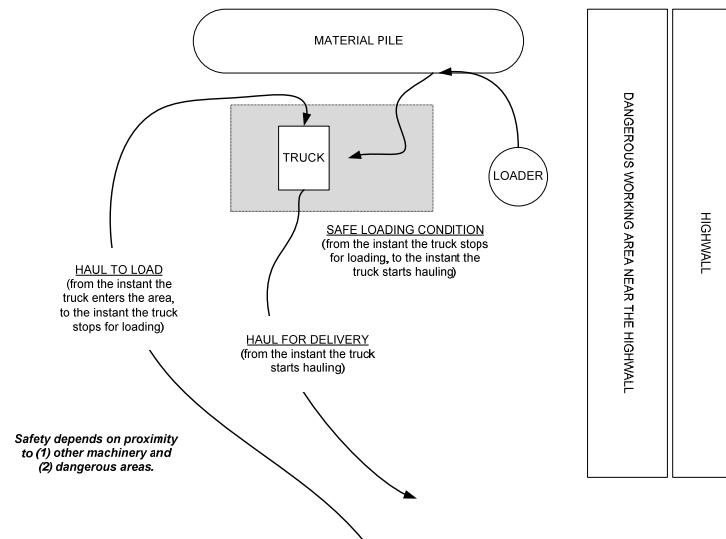 MATERIAL PILE
TRUCK
LOADER
SAFE LOADING CONDITION
(from the instant the truck stops
for loading, to the instant the
truck starts hauling)
HAUL TO LOAD
(from the instant the
truck enters the area,
to the instant the truck
stops for loading)
HAUL FOR DELIVERY
(from the instant the truck
starts hauling)
Safety depends on proximity
to (1) other machinery and
(2) dangerous areas.
DANGEROUS WORKING AREA NEAR THE HIGHWALL
HIGHWALL